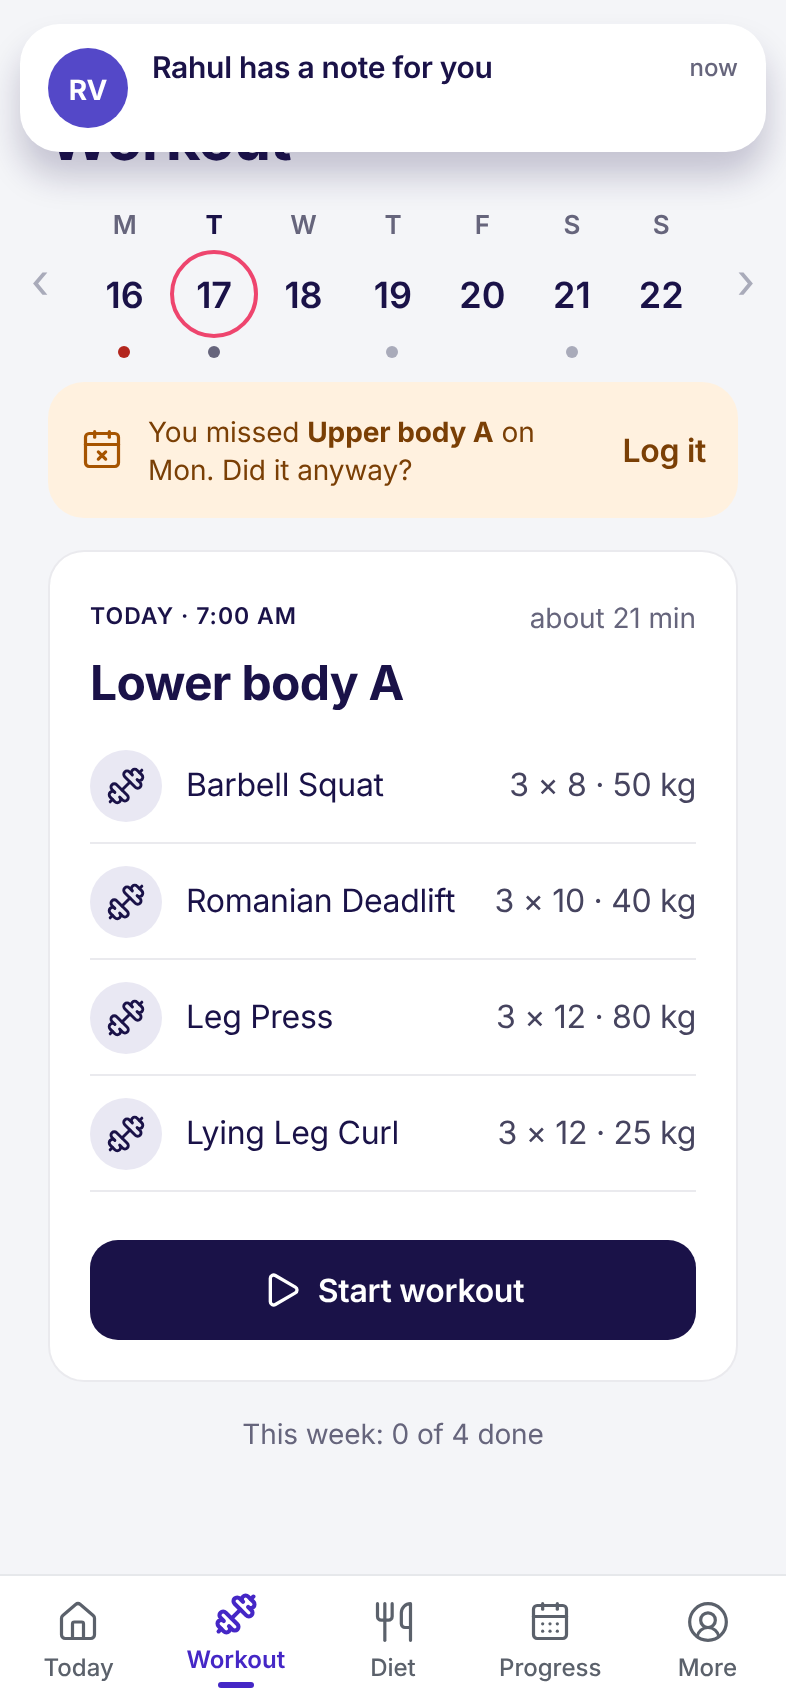 RV
Rahul has a note for you
now
Workout
M T W T F S S
‹ 16 17 18 19 20 21 22 ›
You missed Upper body A on
Mon. Did it anyway?
Log it
TODAY · 7:00 AM
about 21 min
Lower body A
Barbell Squat 3 × 8 · 50 kg
Romanian Deadlift 3 × 10 · 40 kg
Leg Press 3 × 12 · 80 kg
Lying Leg Curl 3 × 12 · 25 kg
Start workout
This week: 0 of 4 done
Today Workout Diet Progress More